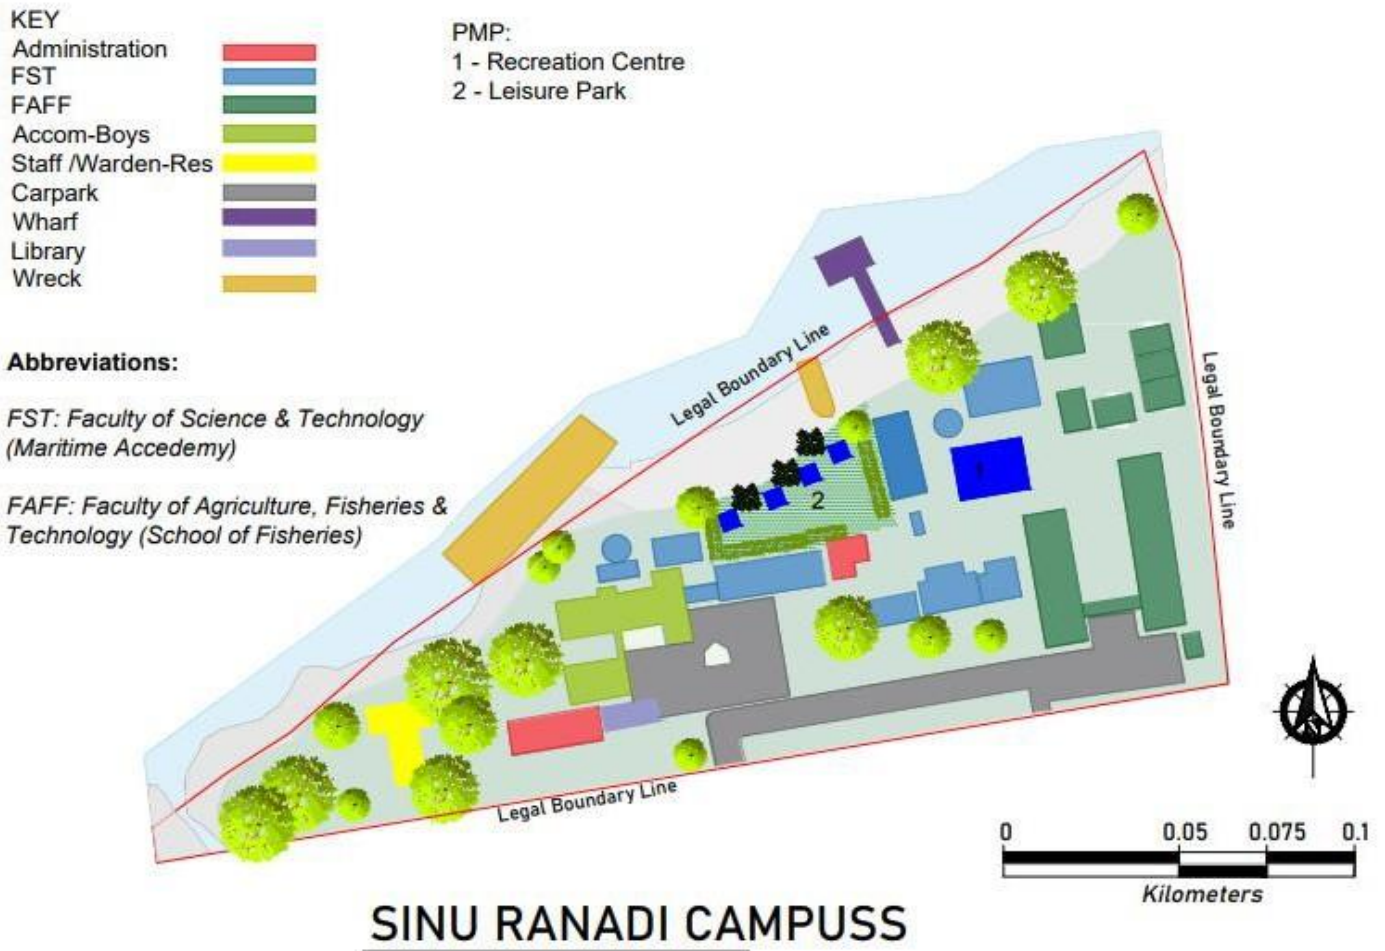 KEY
Administration
FST
FAFF
Accom-Boys
Staff /Warden-Res
Carpark
Wharf
Library
Wreck
PMP:
1 - Recreation Centre
2 - Leisure Park
Abbreviations:
FST: Faculty of Science & Technology
(Maritime Accedemy)
FAFF: Faculty of Agriculture, Fisheries &
Technology (School of Fisheries)
Legal Boundary Line
Legal Boundary Line
1
2
Legal Boundary Line
0 0.05 0.075 0.1
Kilometers
SINU RANADI CAMPUSS